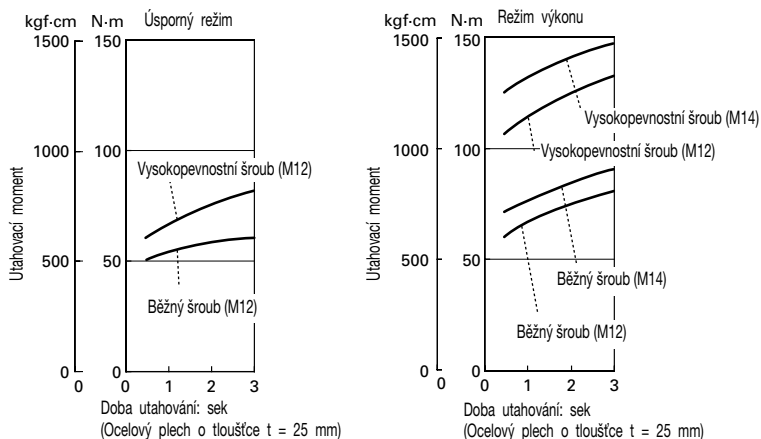 Úsporný režim
kgf·cm N·m
1500 150
1000 100
500 50
0 0
0 0 1 2 3
Utahovací moment
Vysokopevnostní šroub (M12)
Běžný šroub (M12)
Doba utahování: sek
(Ocelový plech o tloušťce t = 25 mm)
Režim výkonu
kgf·cm N·m
1500 150
1000 100
500 50
0 0
0 0 1 2 3
Utahovací moment
Vysokopevnostní šroub (M14)
Vysokopevnostní šroub (M12)
Běžný šroub (M14)
Běžný šroub (M12)
Doba utahování: sek
(Ocelový plech o tloušťce t = 25 mm)